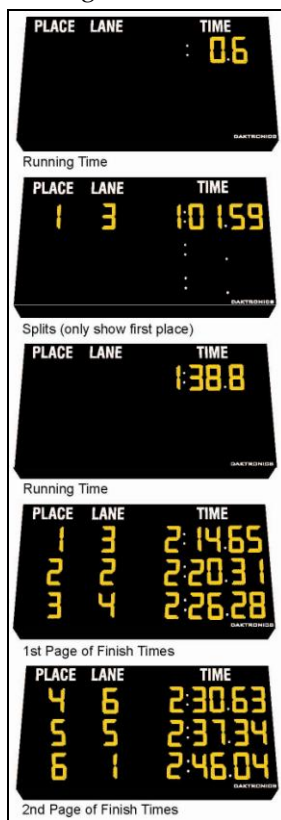 PLACE LANE TIME
: 0.6
DAKTRONICS
Running Time
PLACE LANE TIME
1 3 1:01.59
: .
: .
DAKTRONICS
Splits (only show first place)
PLACE LANE TIME
1:38.8
DAKTRONICS
Running Time
PLACE LANE TIME
1 3 2:14.65
2 2 2:20.31
3 4 2:26.28
DAKTRONICS
1st Page of Finish Times
PLACE LANE TIME
4 6 2:30.63
5 5 2:37.34
6 1 2:46.04
DAKTRONICS
2nd Page of Finish Times